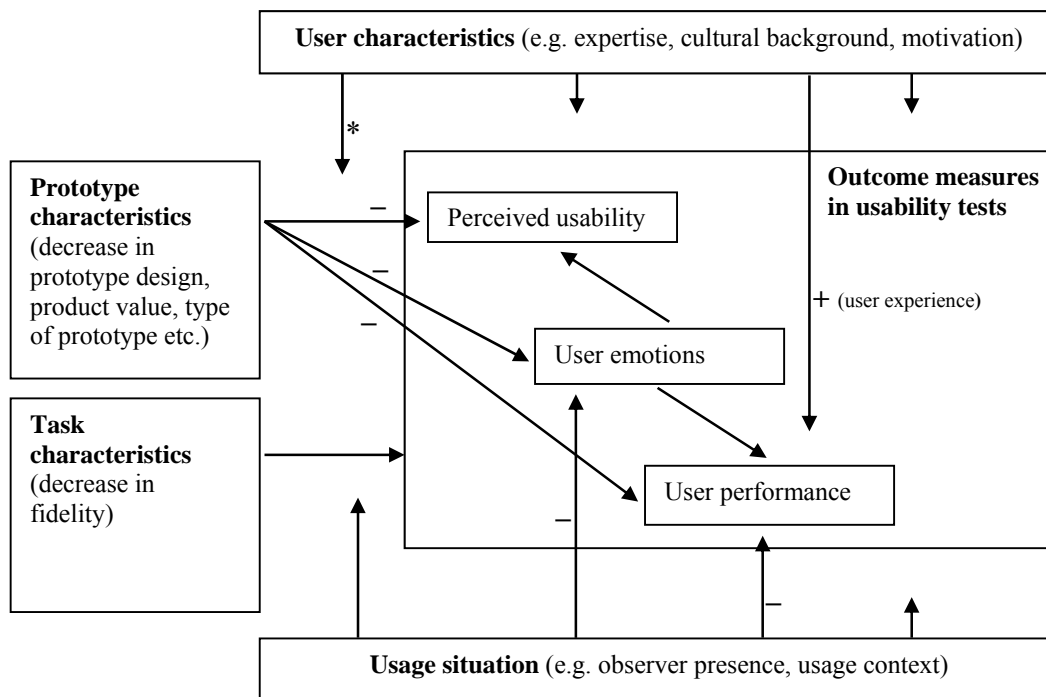 User characteristics (e.g. expertise, cultural background, motivation)
*
Prototype
characteristics
(decrease in
prototype design,
product value, type
of prototype etc.)
Outcome measures
in usability tests
–
Perceived usability
–
–
+ (user experience)
User emotions
Task
characteristics
(decrease in
fidelity)
User performance
–
–
Usage situation (e.g. observer presence, usage context)